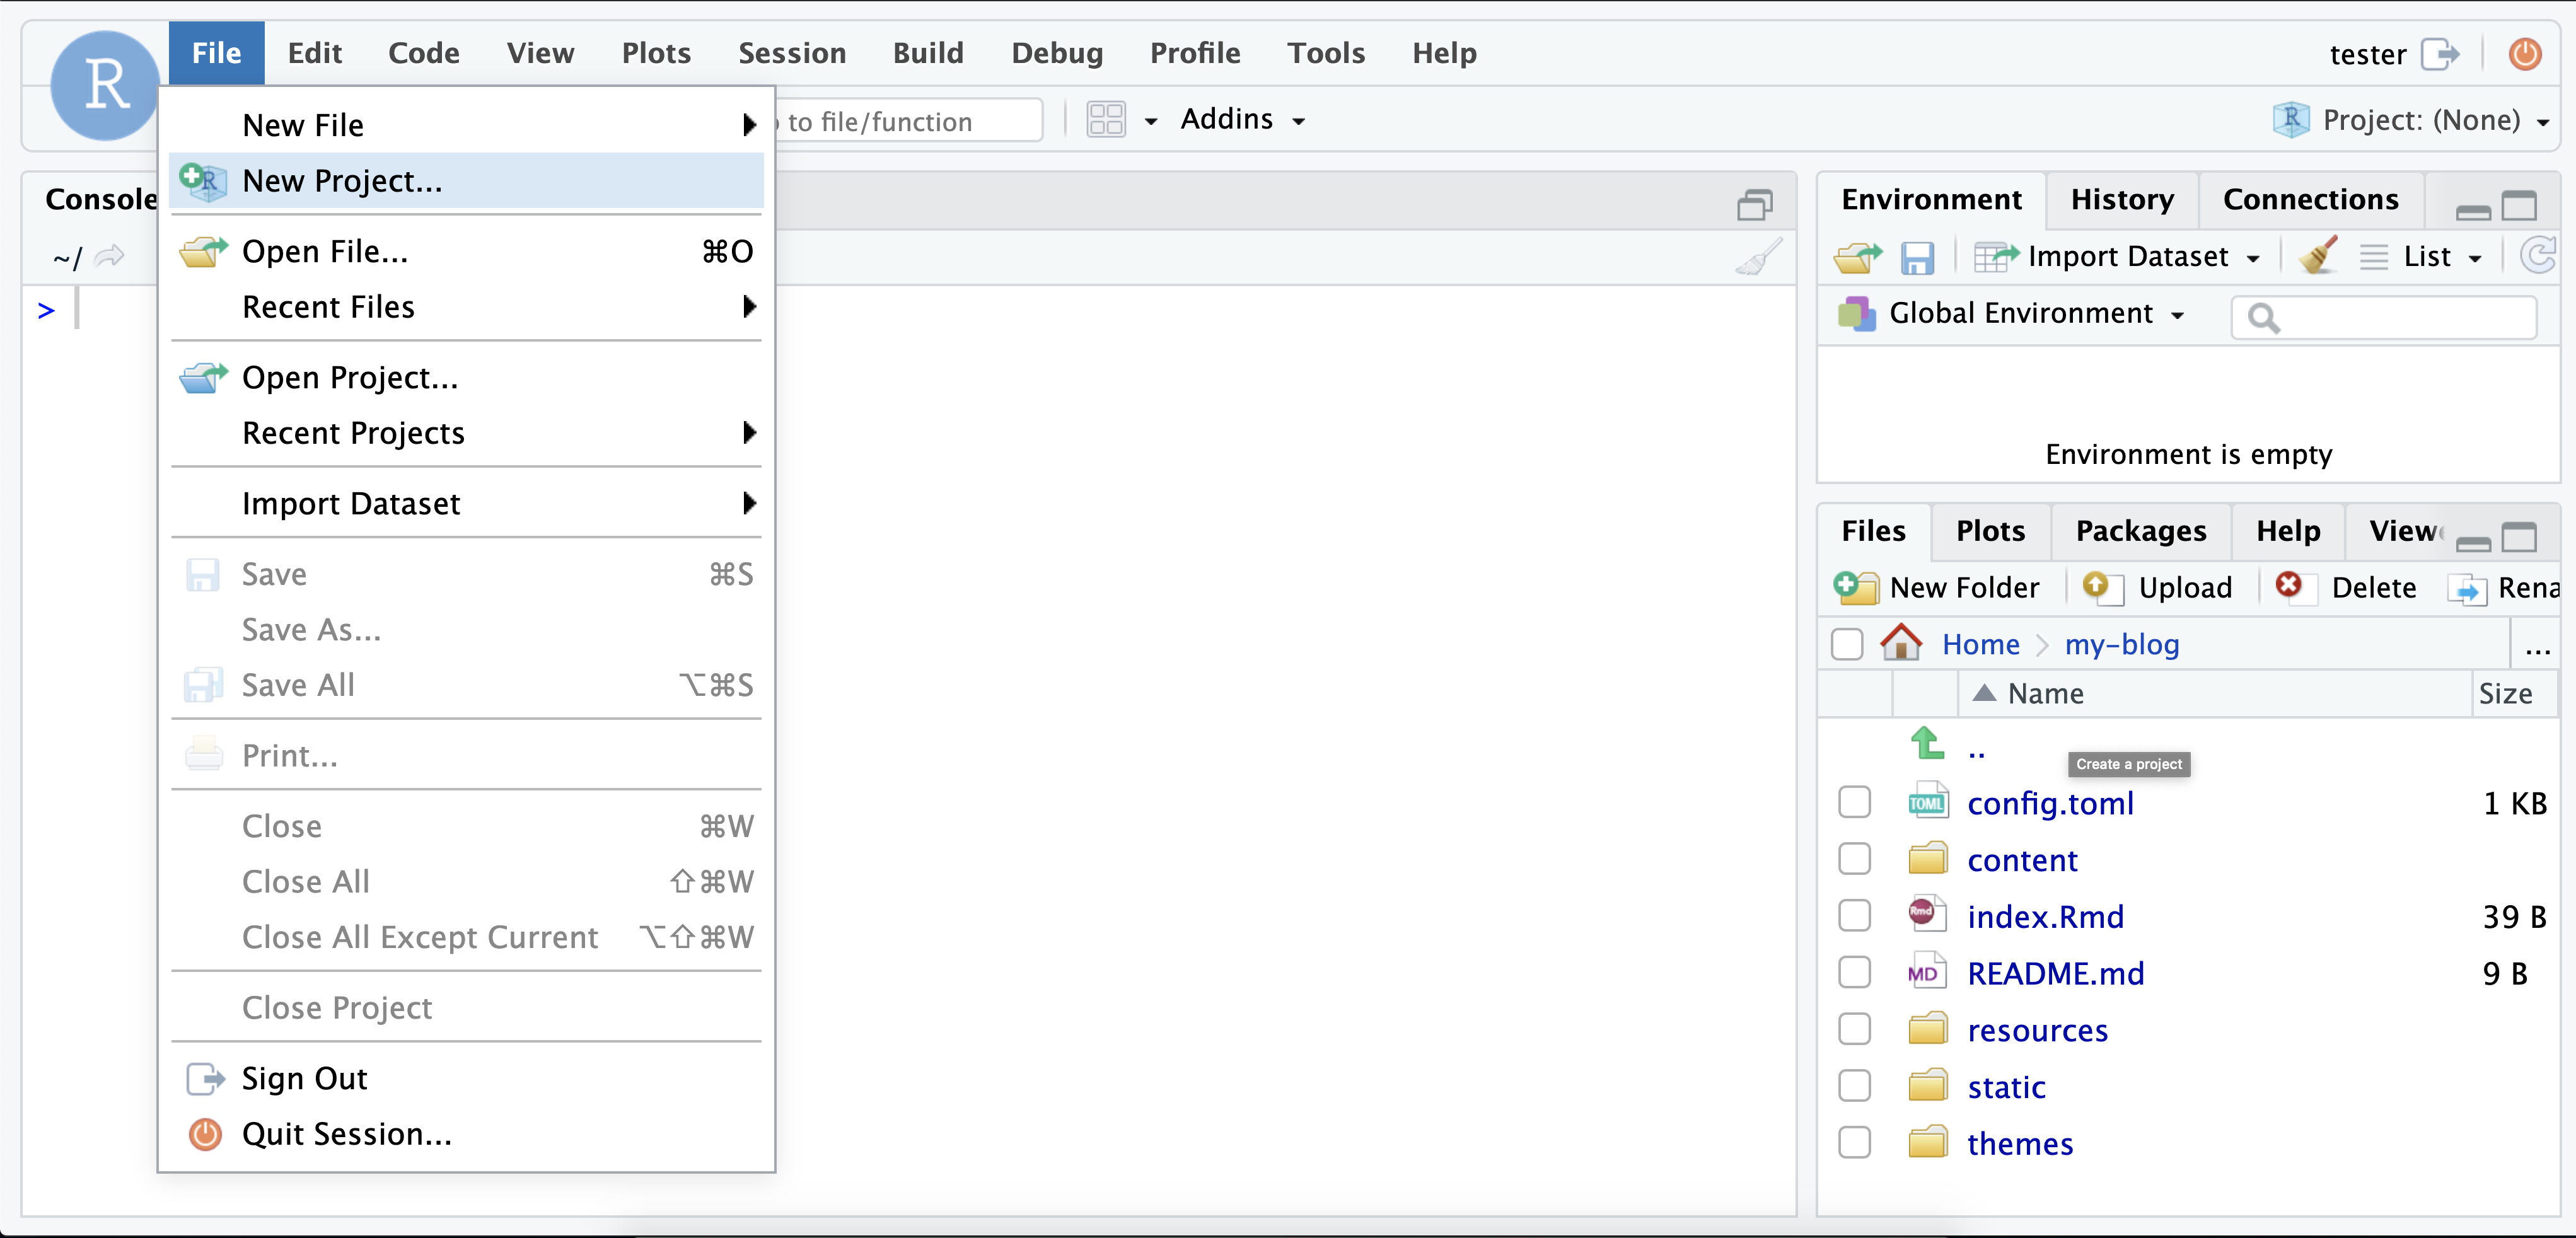 R
File Edit Code View Plots Session Build Debug Profile Tools Help
tester
to file/function
Addins
R Project: (None)
New File
R New Project...
Open File... ⌘O
Recent Files
Open Project...
Recent Projects
Import Dataset
Save ⌘S
Save As...
Save All ⌥⌘S
Print...
Close ⌘W
Close All ⇧⌘W
Close All Except Current ⌥⇧⌘W
Close Project
Sign Out
Quit Session...
Console
~/
>
Environment History Connections
Import Dataset List
Global Environment
Environment is empty
Files Plots Packages Help View
New Folder Upload Delete Rena
Home my-blog ...
Name Size
..
Create a project
TOML config.toml 1 KB
content
Rmd index.Rmd 39 B
MD README.md 9 B
resources
static
themes